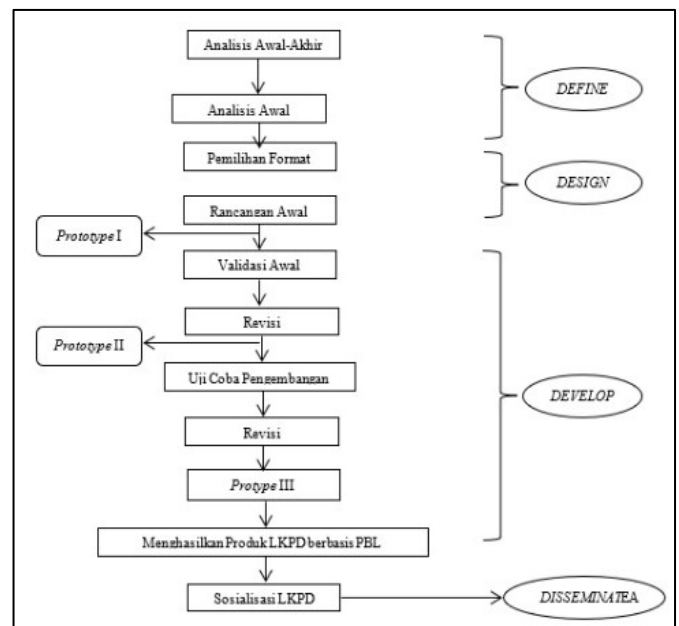 Analisis Awal-Akhir
DEFINE
Analisis Awal
Pemilihan Format
DESIGN
Rancangan Awal
Prototype I
Validasi Awal
Revisi
Prototype II
Uji Coba Pengembangan
DEVELOP
Revisi
Protype III
Menghasilkan Produk LKPD berbasis PBL
Sosialisasi LKPD
DISSEMINATEA